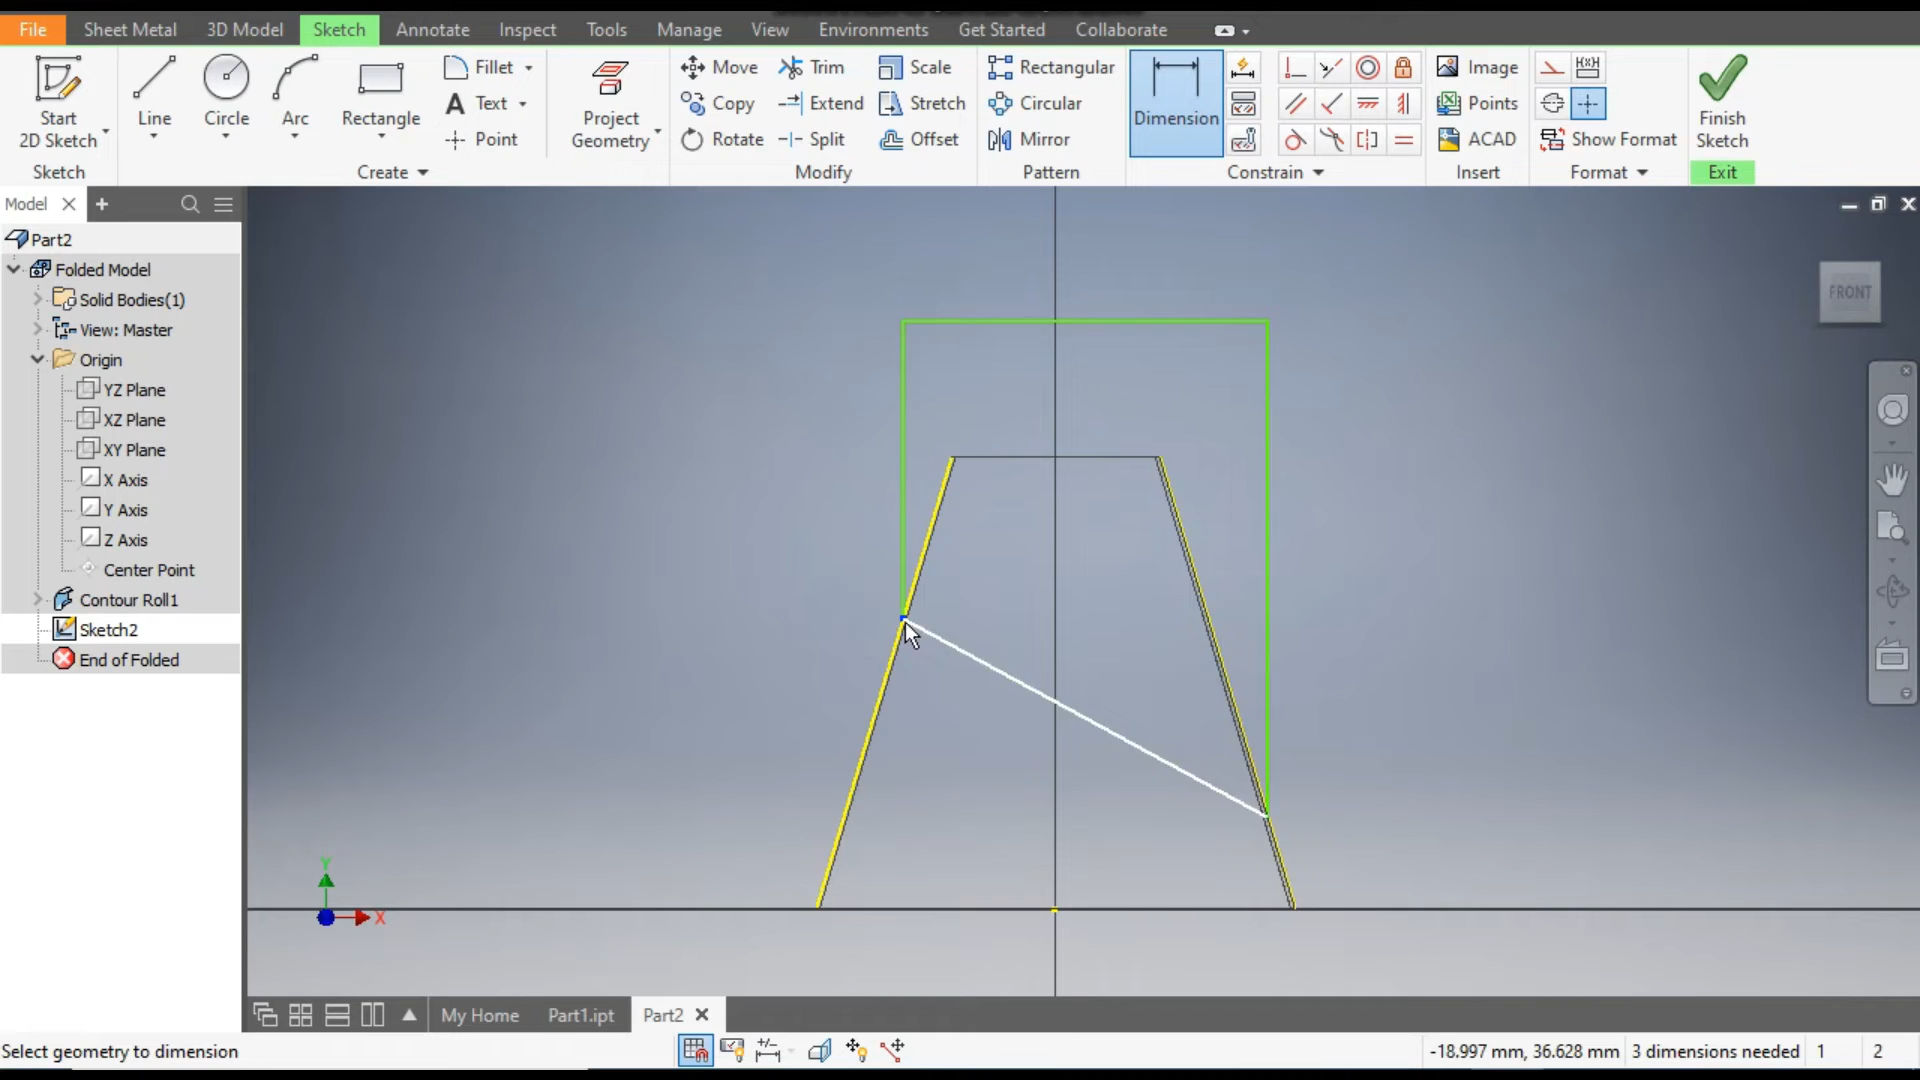 File Sheet Metal 3D Model Sketch Annotate Inspect Tools Manage View Environments Get Started Collaborate
Start 2D Sketch
Line
Circle
Arc
Rectangle
Fillet
Text
Point
Project Geometry
Move
Copy
Rotate
Trim
Extend
Split
Scale
Stretch
Offset
Rectangular
Circular
Mirror
Dimension
Image
Points
ACAD
Show Format
Finish Sketch
Sketch Create Modify Pattern Constrain Insert Format Exit
Model
Part2
Folded Model
Solid Bodies(1)
View: Master
Origin
YZ Plane
XZ Plane
XY Plane
X Axis
Y Axis
Z Axis
Center Point
Contour Roll1
Sketch2
End of Folded
FRONT
Y
X
My Home Part1.ipt Part2
Select geometry to dimension
-18.997 mm, 36.628 mm 3 dimensions needed 1 2